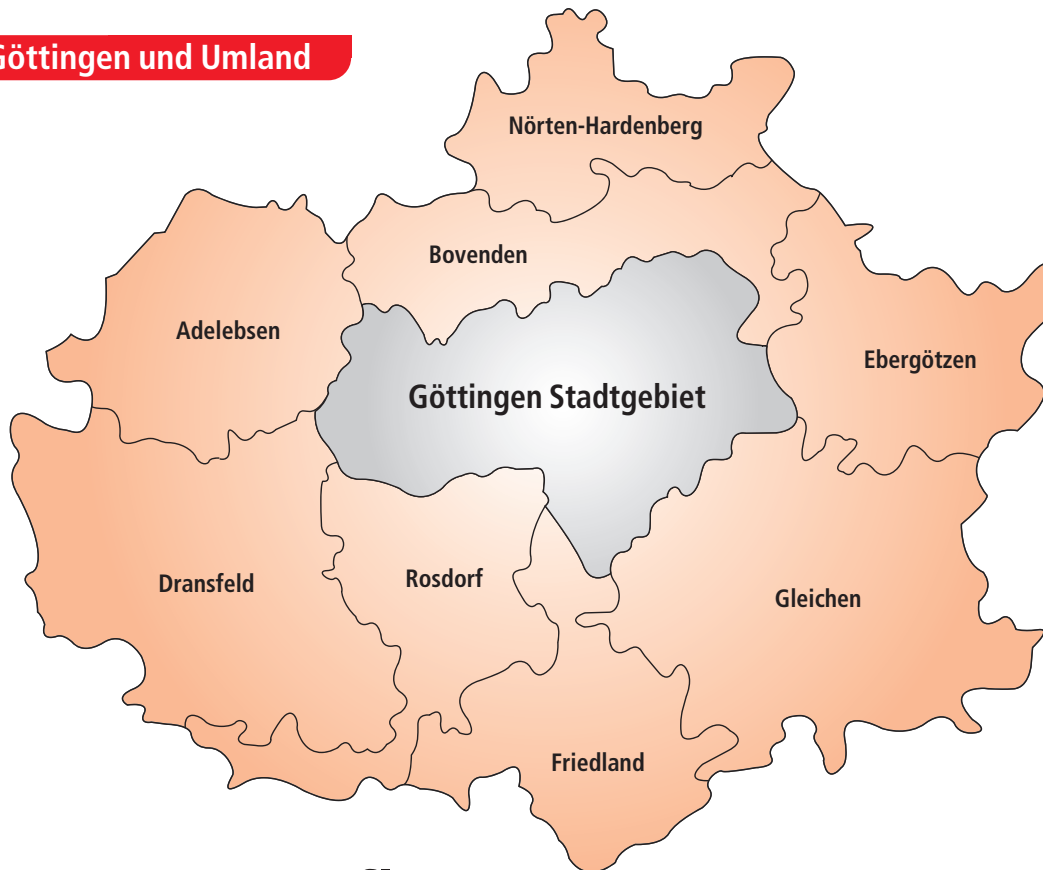 Göttingen und Umland
Nörten-Hardenberg
Bovenden
Adelebsen
Ebergötzen
Göttingen Stadtgebiet
Dransfeld
Rosdorf
Gleichen
Friedland